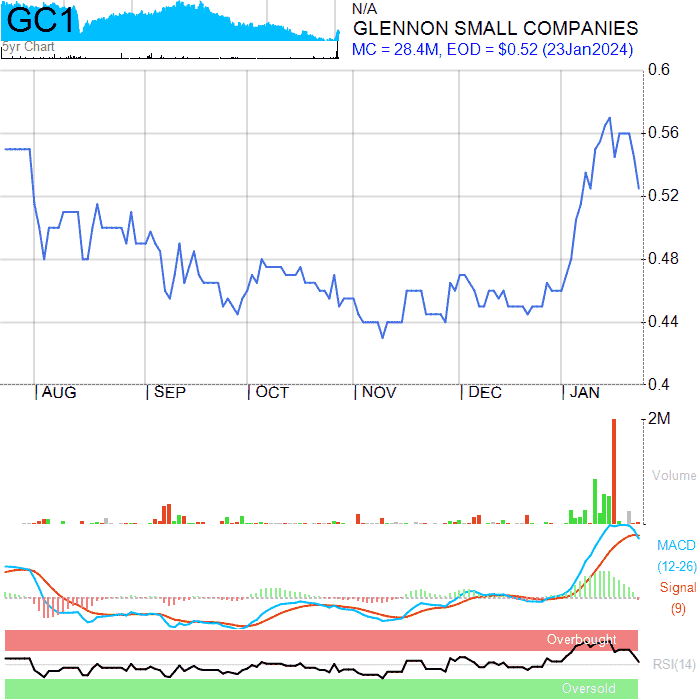 GC1
5yr Chart
N/A
GLENNON SMALL COMPANIES
MC = 28.4M, EOD = $0.52 (23Jan2024)
0.6
0.56
0.52
0.48
0.44
0.4
AUG
SEP
OCT
NOV
DEC
JAN
2M
Volume
MACD
(12-26)
Signal
(9)
Overbought
RSI(14)
Oversold